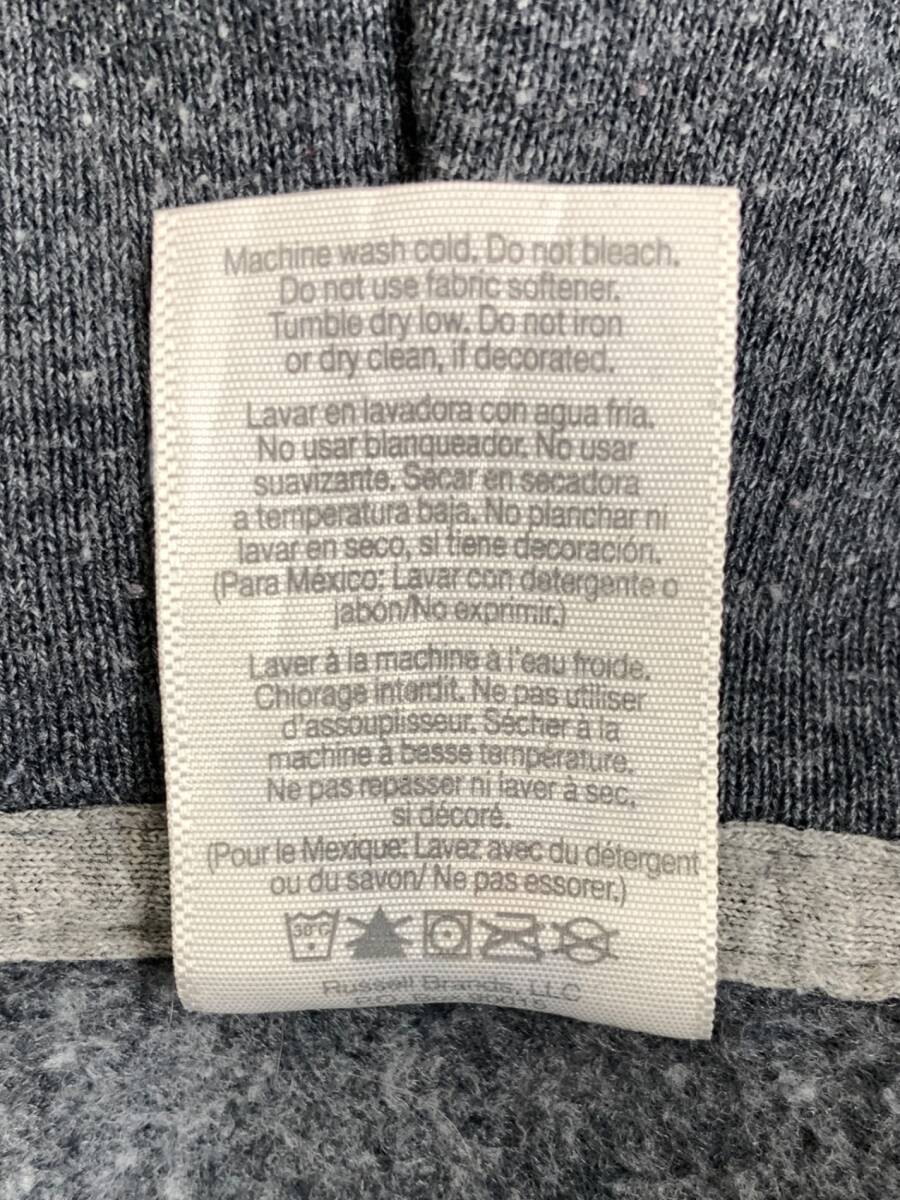 Machine wash cold. Do not bleach.
Do not use fabric softener.
Tumble dry low. Do not iron
or dry clean, if decorated.
Lavar en lavadora con agua fría.
No usar blanqueador. No usar
suavizante. Secar en secadora
a temperatura baja. No planchar ni
lavar en seco, si tiene decoración.
(Para México: Lavar con detergente o
jabón/No exprimir.)
Laver à la machine à l'eau froide.
Chlorage interdit. Ne pas utiliser
d'assouplisseur. Sécher à la
machine à basse température.
Ne pas repasser ni laver à sec,
si décoré.
(Pour le Mexique: Lavez avec du détergent
ou du savon/ Ne pas essorer.)
30°C
Russell Brands, LLC